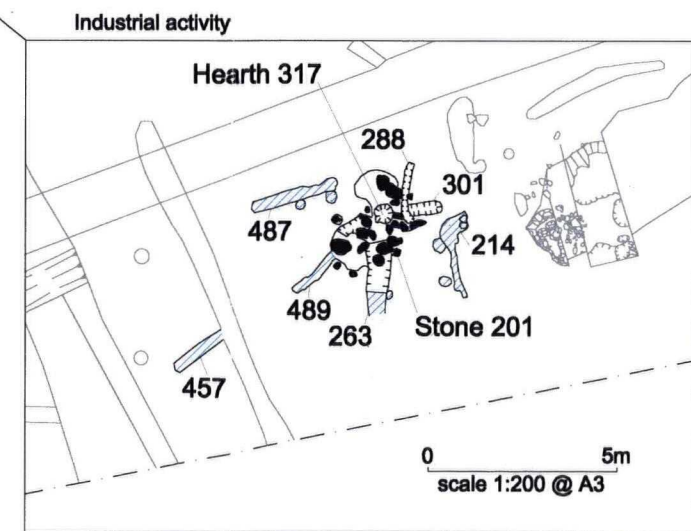 Industrial activity
Hearth 317
288
301
487
214
489
263
Stone 201
457
0 5m
scale 1:200 @ A3